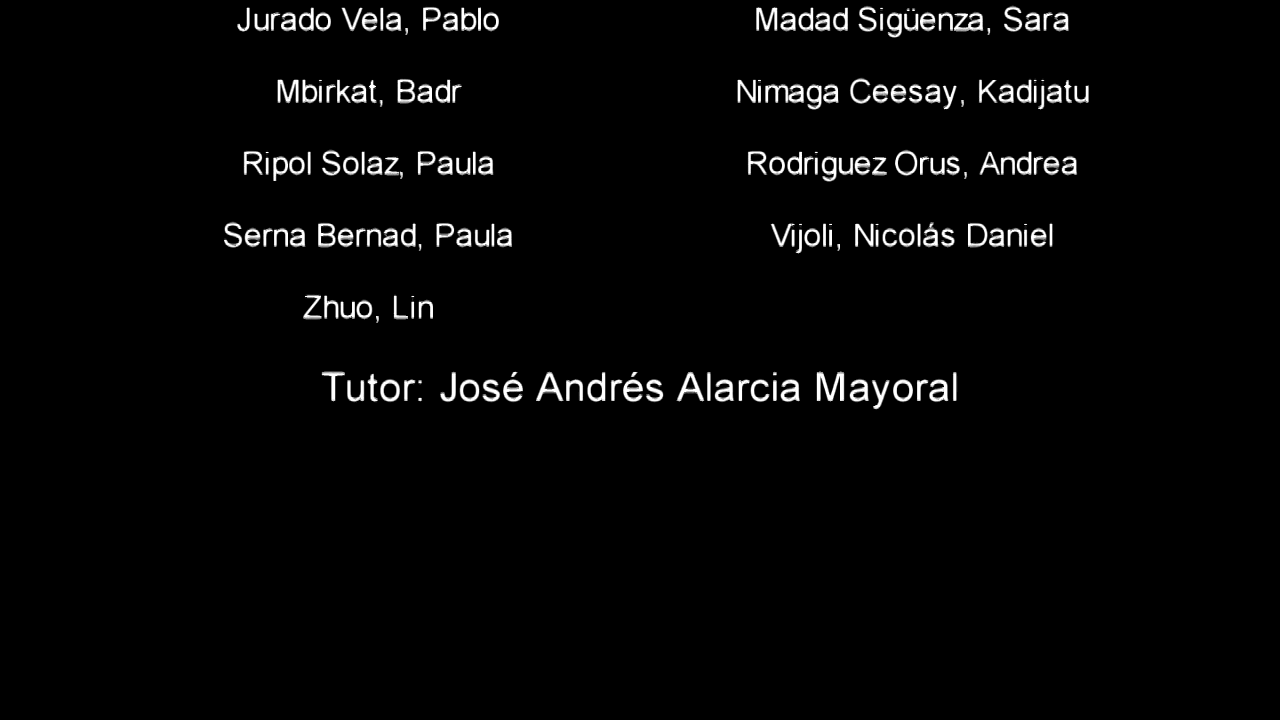 Jurado Vela, Pablo Madad Sigüenza, Sara
Mbirkat, Badr Nimaga Ceesay, Kadijatu
Ripol Solaz, Paula Rodriguez Orus, Andrea
Serna Bernad, Paula Vijoli, Nicolás Daniel
Zhuo, Lin
Tutor: José Andrés Alarcia Mayoral